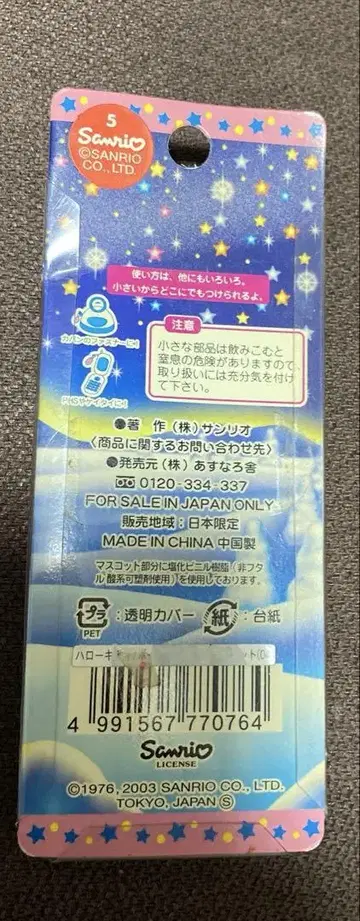 5
Sanrio
©SANRIO
CO., LTD.
使い方は、他にもいろいろ。
小さいからどこにでもつけられるよ。
カバンのファスナーに♪
PHSやケイタイに♪
注意
小さな部品は飲みこむと
窒息の危険がありますので、
取り扱いには充分気を付け
て下さい。
●著 作(株)サンリオ
〈商品に関するお問い合わせ先〉
●発売元(株)あすなろ舎
0120-334-337
FOR SALE IN JAPAN ONLY
販売地域:日本限定
MADE IN CHINA 中国製
マスコット部分に塩化ビニル樹脂(非フタ
ル酸系可塑剤使用)を使用しております。
プラ
PET
:透明カバー
紙
:台紙
ハローキ
4 991567 770764
Sanrio
LICENSE
©1976, 2003 SANRIO CO., LTD.
TOKYO, JAPAN Ⓢ